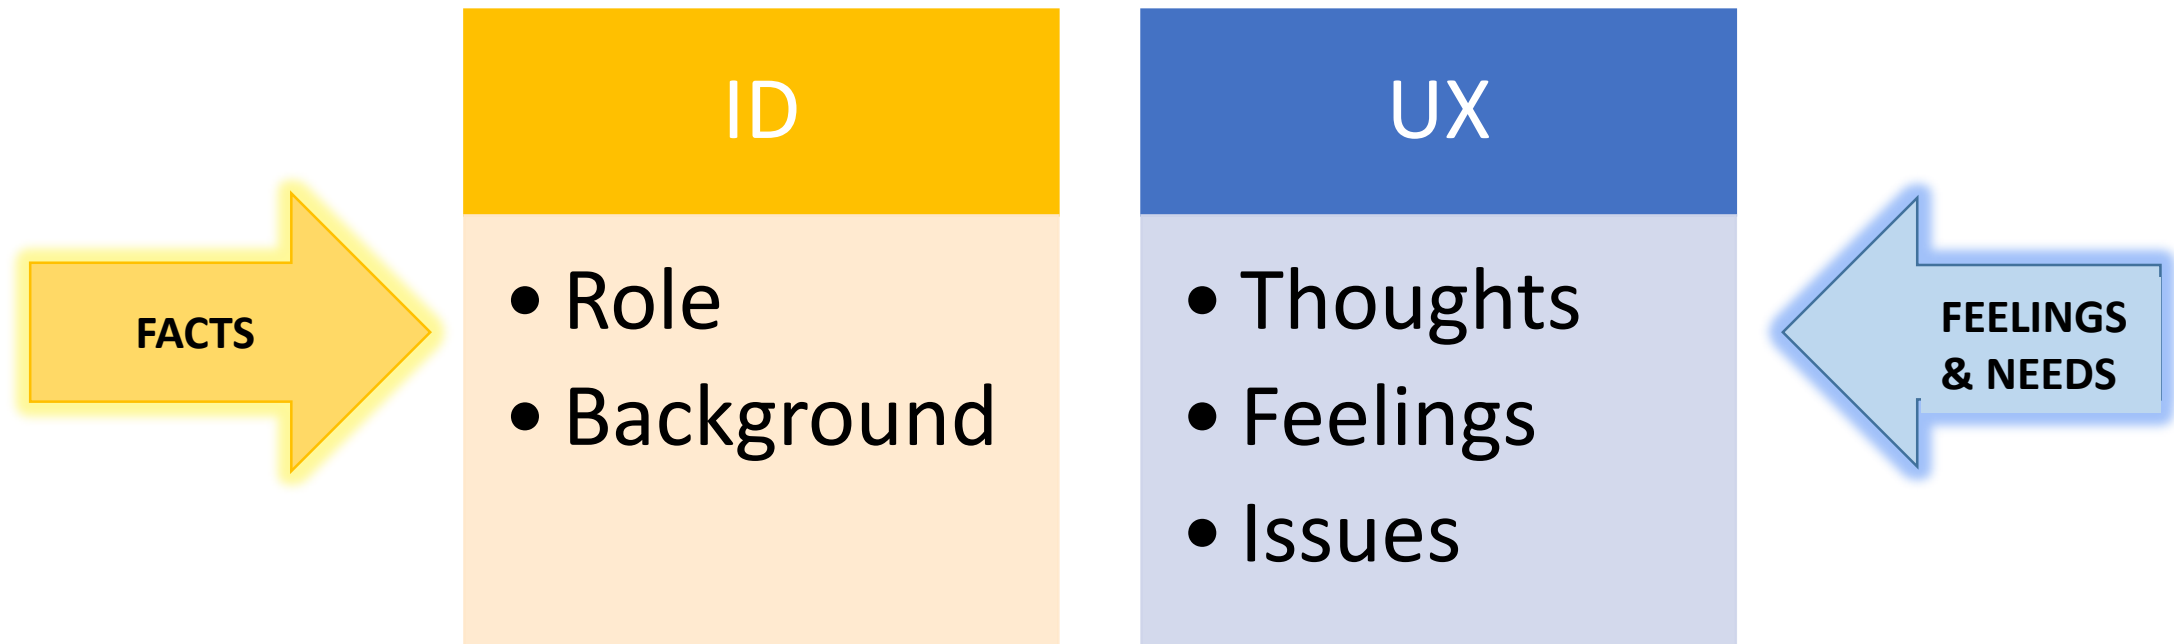 FACTS
ID
• Role
• Background
UX
• Thoughts
• Feelings
• Issues
FEELINGS
& NEEDS